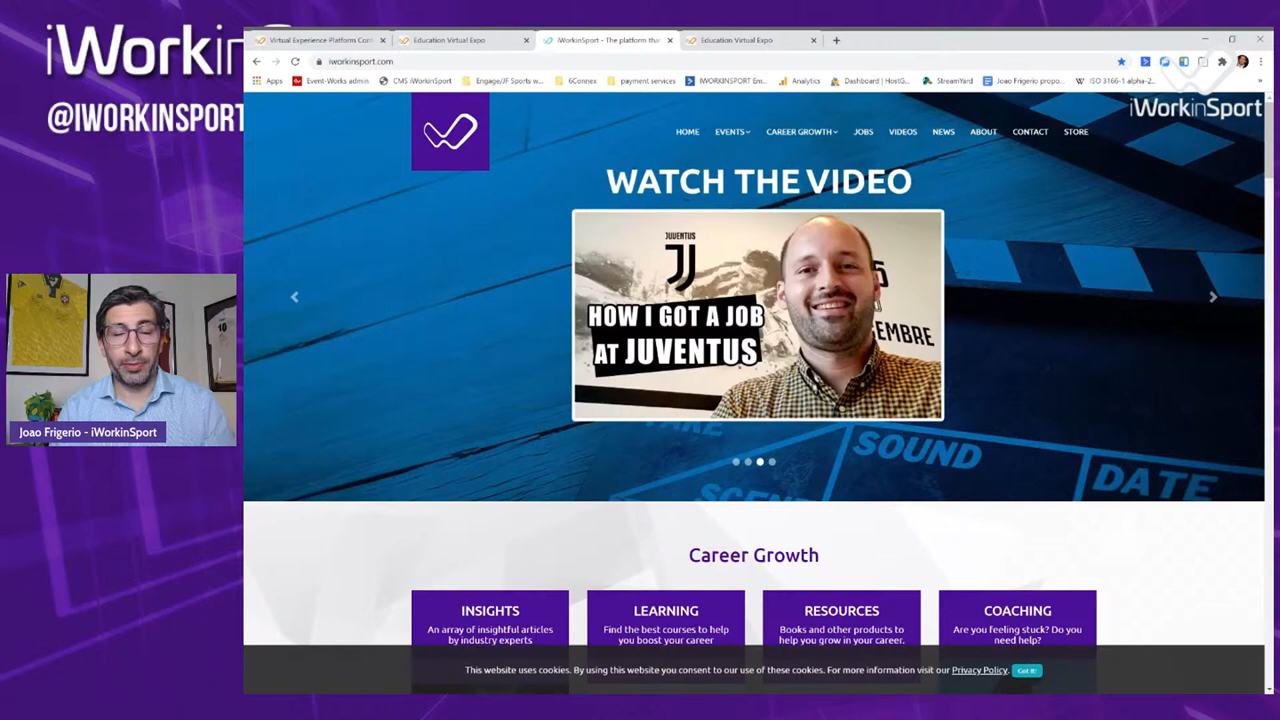 iWorkin
@IWORKINSPORT
Virtual Experience Platform Con
Education Virtual Expo
iWorkinSport - The platform tha
Education Virtual Expo
iworkinsport.com
Apps
Event-Works admin
CMS iWorkinSport
Engage/JF Sports w...
6Connex
payment services
IWORKINSPORT Em...
Analytics
Dashboard | HostG...
StreamYard
Joao Frigerio propo...
ISO 3166-1 alpha-2...
iWorkinSport
HOME
EVENTS
CAREER GROWTH
JOBS
VIDEOS
NEWS
ABOUT
CONTACT
STORE
WATCH THE VIDEO
JUVENTUS
HOW I GOT A JOB
AT JUVENTUS
EMBRE
TAKE
SOUND
SCEN
DATE
10
Joao Frigerio - iWorkinSport
Career Growth
INSIGHTS
An array of insightful articles
by industry experts
LEARNING
Find the best courses to help
you boost your career
RESOURCES
Books and other products to
help you grow in your career.
COACHING
Are you feeling stuck? Do you
need help?
This website uses cookies. By using this website you consent to our use of these cookies. For more information visit our Privacy Policy.
Got it!